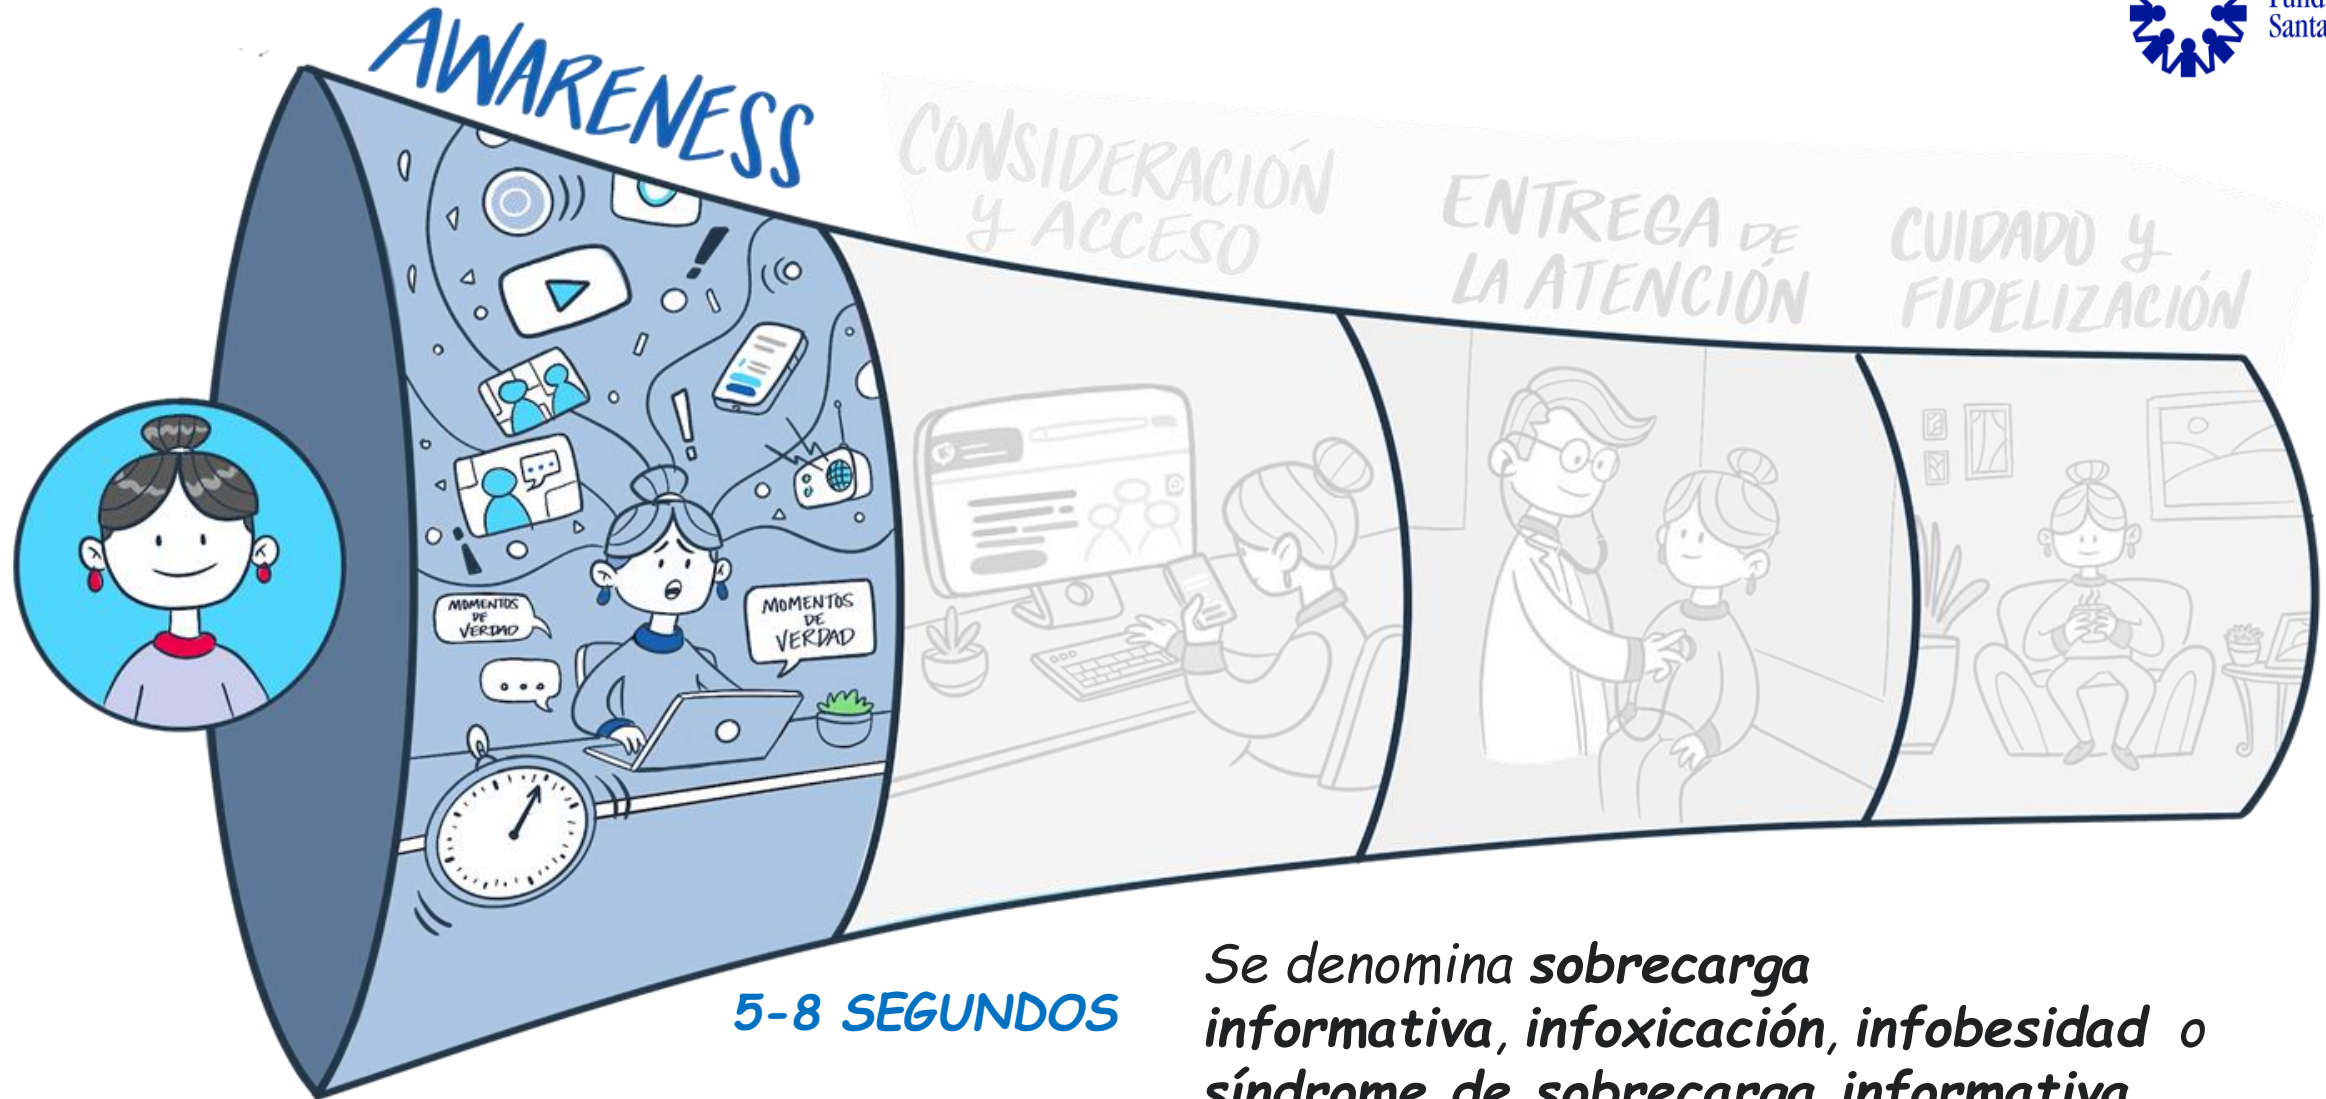 Santa
AWARENESS
CONSIDERACIÓN
y ACCESO
ENTREGA DE
LA ATENCIÓN
CUIDADO y
FIDELIZACIÓN
MOMENTOS
DE
VERDAD
MOMENTOS
DE
VERDAD
5-8 SEGUNDOS
Se denomina sobrecarga
informativa, infoxicación, infobesidad o
síndrome de sobrecarga informativa